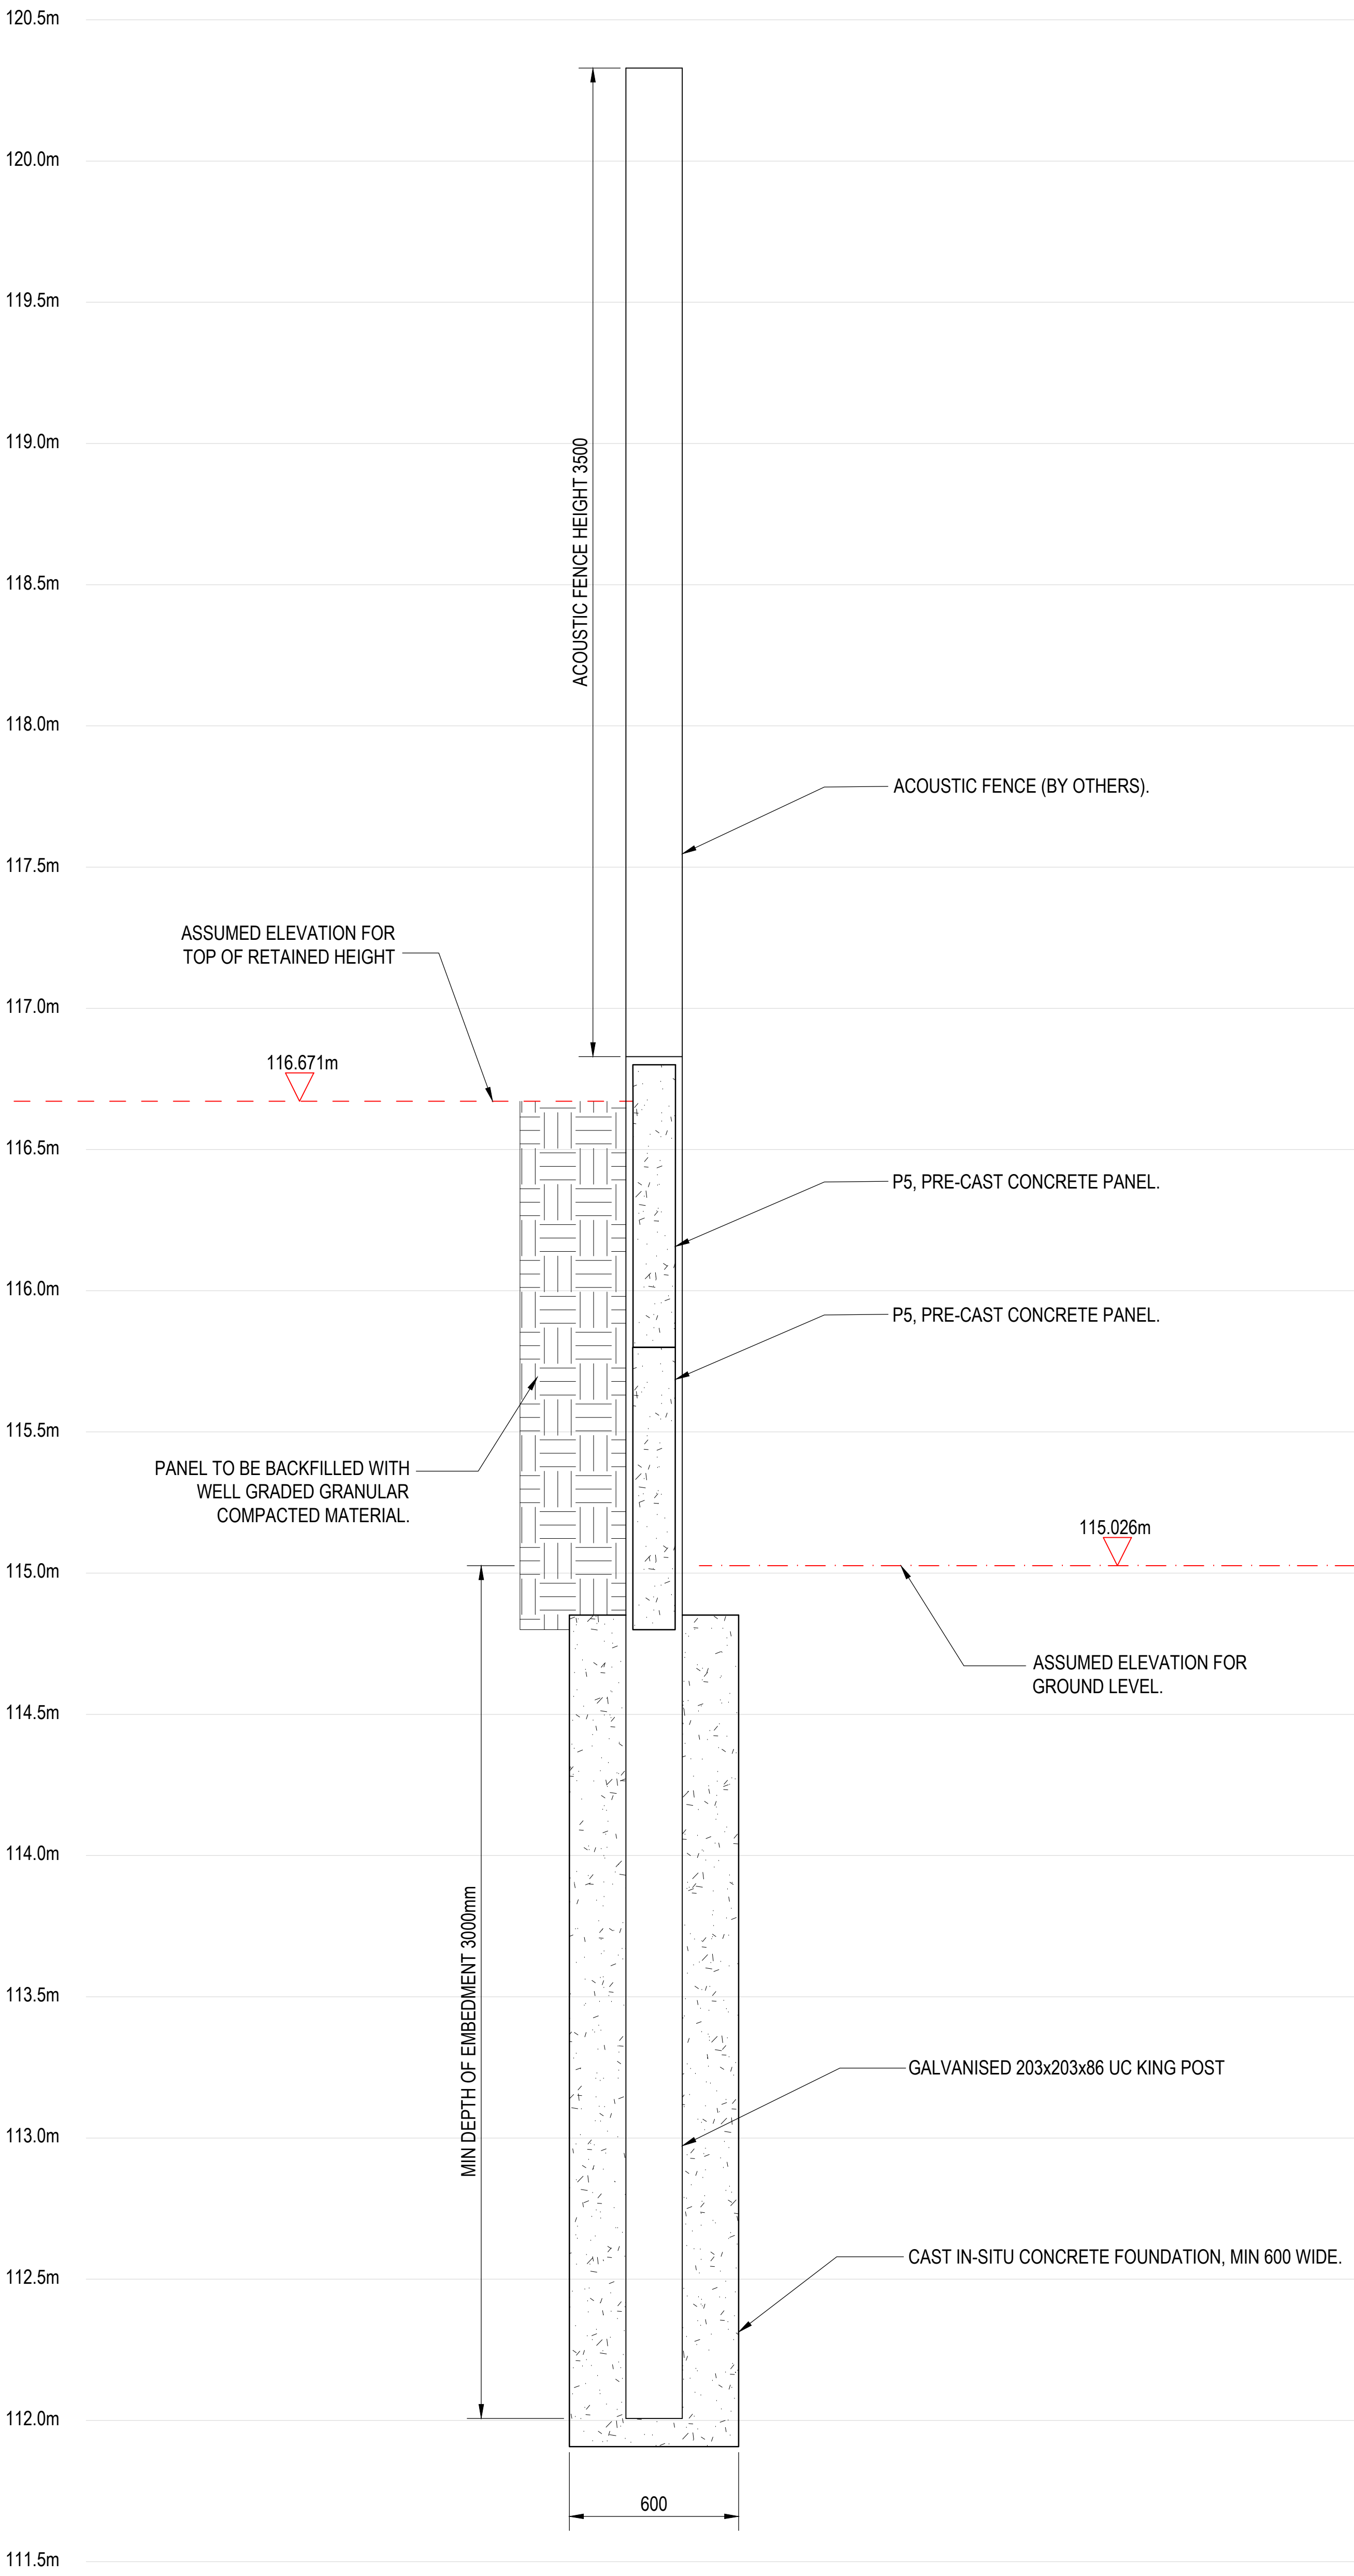 120.5m
120.0m
119.5m
119.0m
ACOUSTIC FENCE HEIGHT 3500
118.5m
118.0m
ACOUSTIC FENCE (BY OTHERS).
117.5m
ASSUMED ELEVATION FOR
TOP OF RETAINED HEIGHT
117.0m
116.671m
116.5m
P5, PRE-CAST CONCRETE PANEL.
116.0m
P5, PRE-CAST CONCRETE PANEL.
115.5m
PANEL TO BE BACKFILLED WITH
WELL GRADED GRANULAR
COMPACTED MATERIAL.
115.026m
115.0m
ASSUMED ELEVATION FOR
GROUND LEVEL.
114.5m
114.0m
MIN DEPTH OF EMBEDMENT 3000mm
113.5m
GALVANISED 203x203x86 UC KING POST
113.0m
CAST IN-SITU CONCRETE FOUNDATION, MIN 600 WIDE.
112.5m
112.0m
600
111.5m